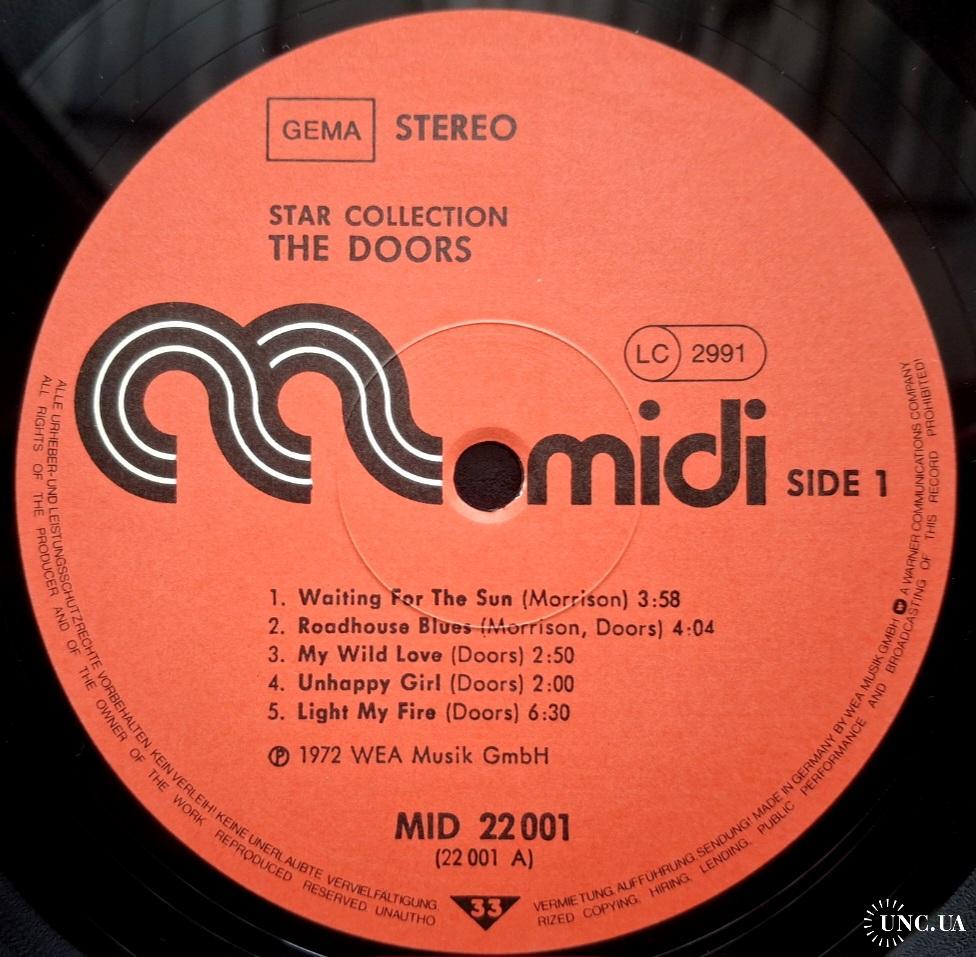 GEMA STEREO
STAR COLLECTION
THE DOORS
LC 2991
midi SIDE 1
1. Waiting For The Sun (Morrison) 3:58
2. Roadhouse Blues (Morrison, Doors) 4:04
3. My Wild Love (Doors) 2:50
4. Unhappy Girl (Doors) 2:00
5. Light My Fire (Doors) 6:30
℗ 1972 WEA Musik GmbH
MID 22 001
(22 001 A)
33
ALLE URHEBER- UND LEISTUNGSSCHUTZRECHTE VORBEHALTEN KEIN VERLEIH! KEINE UNERLAUBTE VERVIELFÄLTIGUNG, VERMIETUNG, AUFFÜHRUNG, SENDUNG! MADE IN GERMANY BY WEA MUSIK GMBH A WARNER COMMUNICATIONS COMPANY
ALL RIGHTS OF THE PRODUCER AND OF THE OWNER OF THE WORK REPRODUCED RESERVED UNAUTHORIZED COPYING, HIRING, LENDING, PUBLIC PERFORMANCE AND BROADCASTING OF THIS RECORD PROHIBITED!
UNC.UA